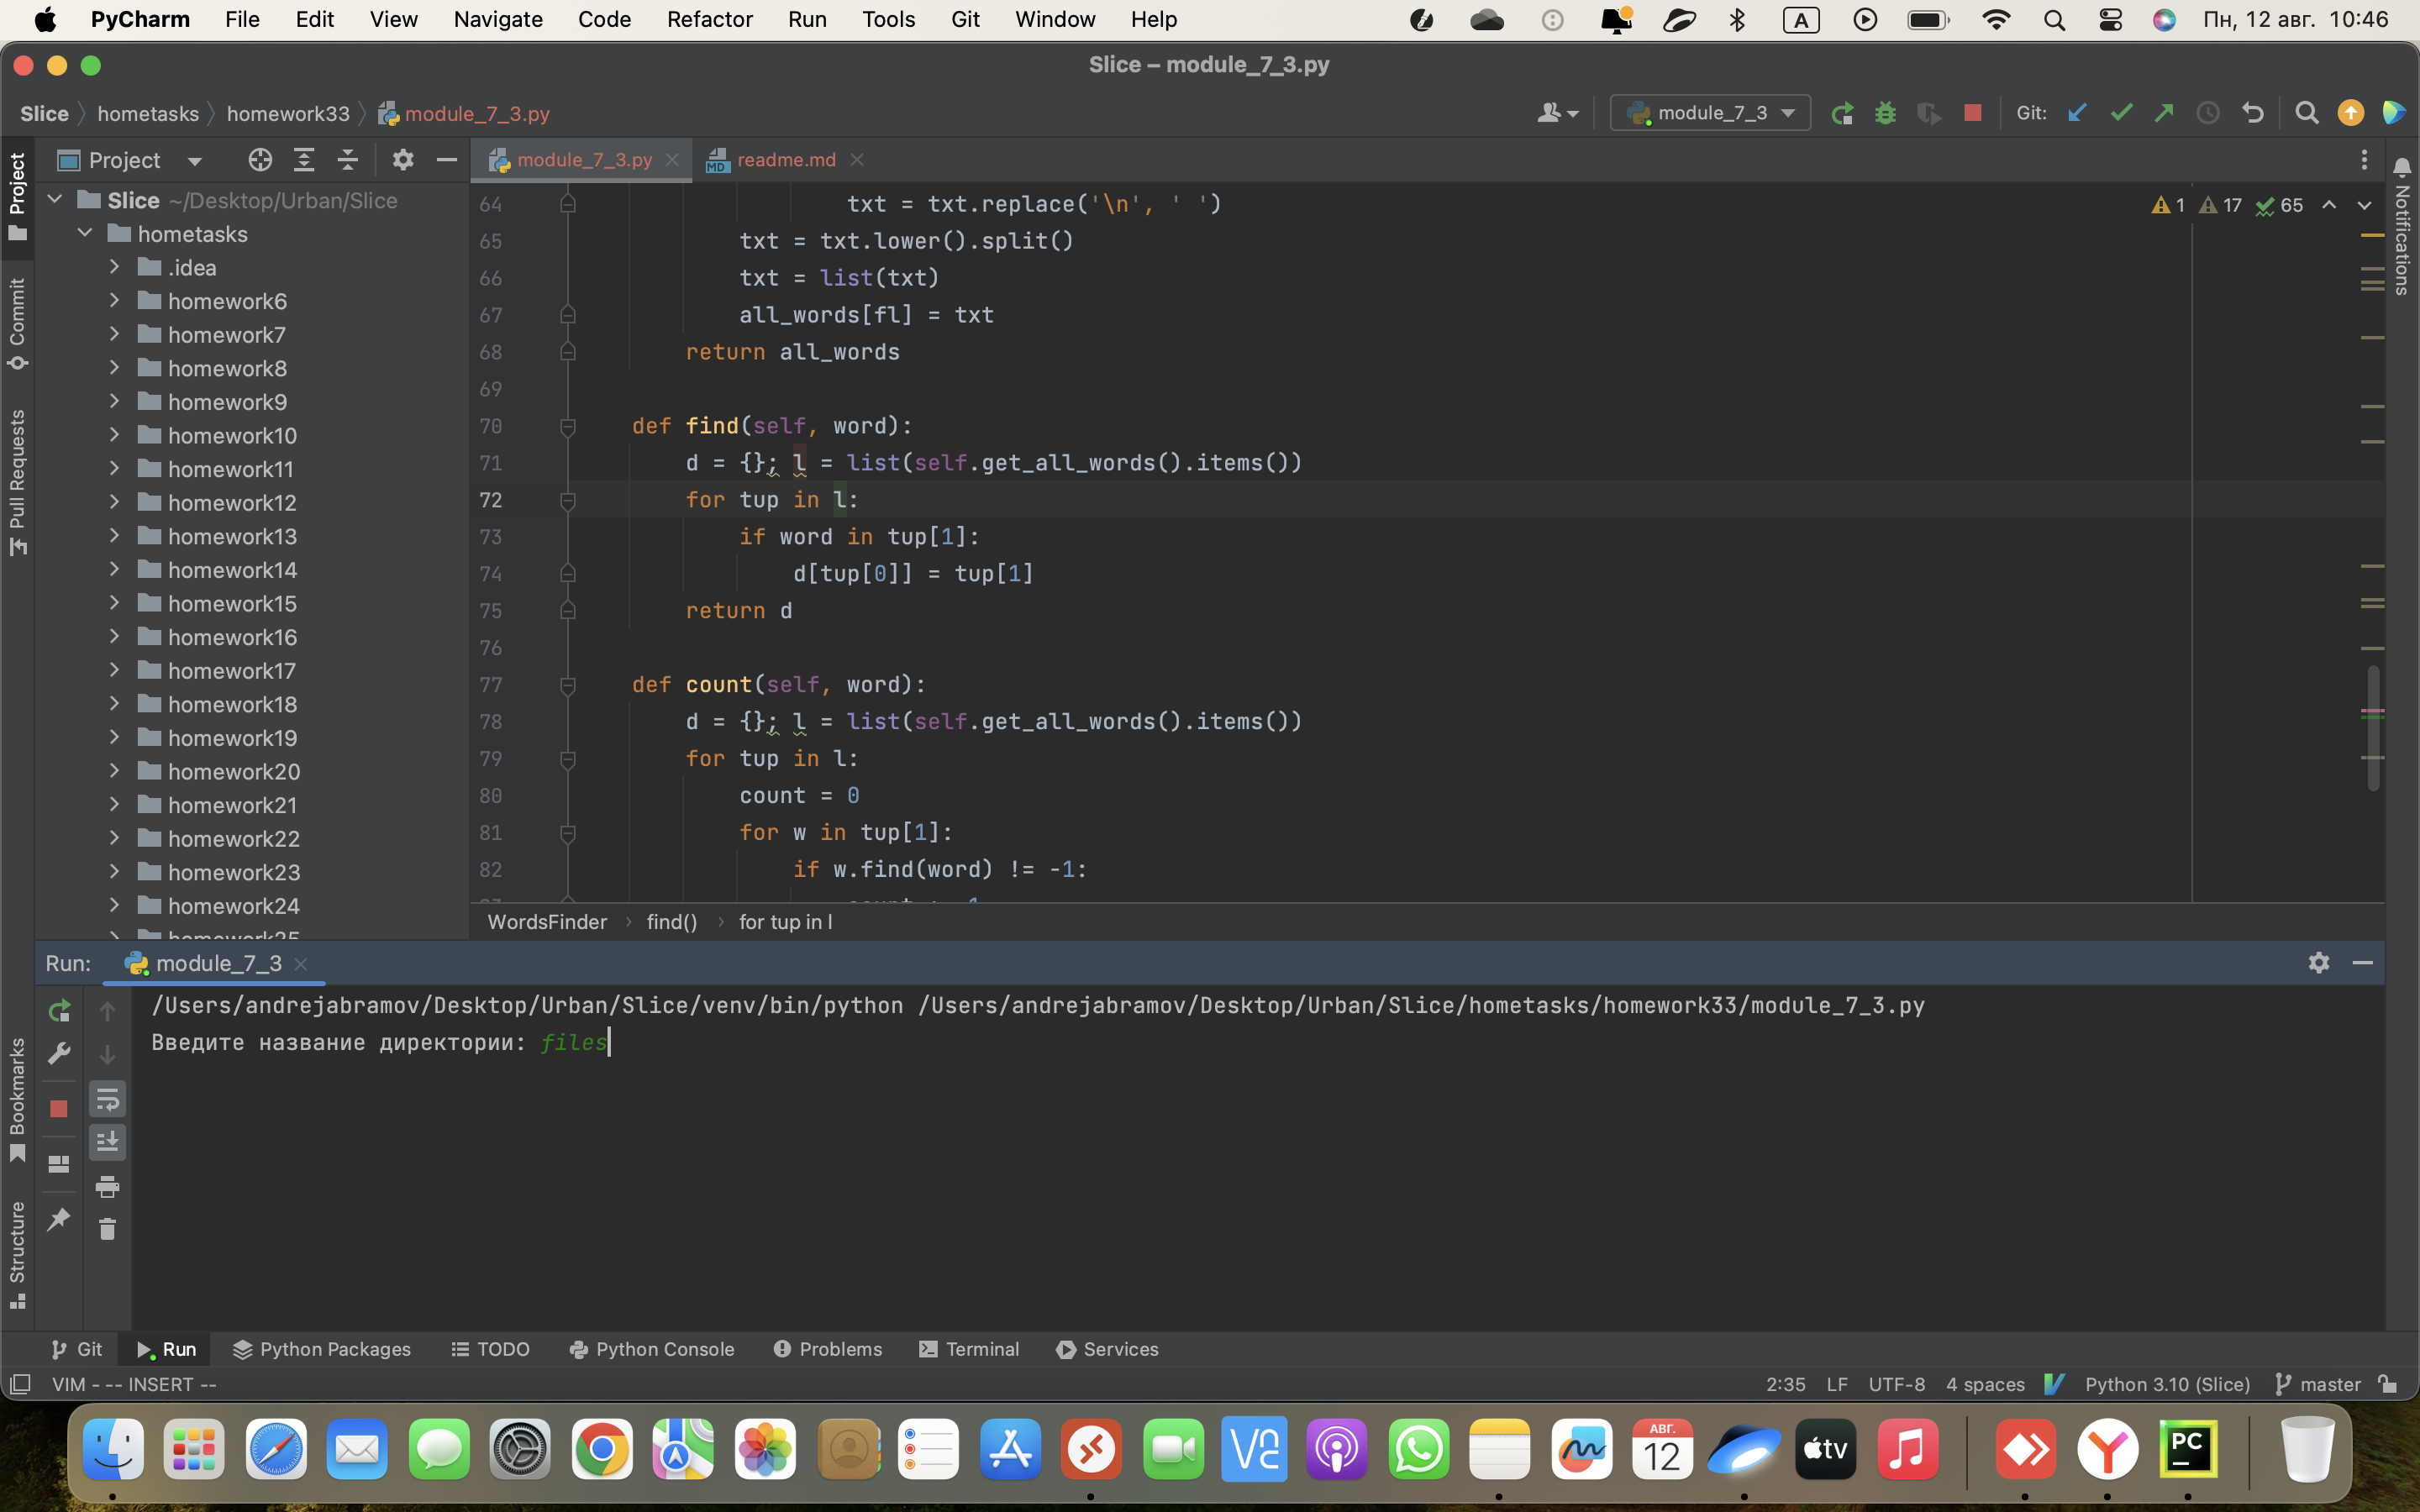 PyCharm File Edit View Navigate Code Refactor Run Tools Git Window Help A Пн, 12 авг. 10:46
Slice – module_7_3.py
Slice hometasks homework33 module_7_3.py module_7_3 Git:
Project module_7_3.py readme.md
Slice ~/Desktop/Urban/Slice
hometasks
.idea
homework6
homework7
homework8
homework9
homework10
homework11
homework12
homework13
homework14
homework15
homework16
homework17
homework18
homework19
homework20
homework21
homework22
homework23
homework24
homework25
Project
Commit
Pull Requests
Bookmarks
Structure
Notifications
1 17 65
64 txt = txt.replace('\n', ' ')
65 txt = txt.lower().split()
66 txt = list(txt)
67 all_words[fl] = txt
68 return all_words
69
70 def find(self, word):
71 d = {}; l = list(self.get_all_words().items())
72 for tup in l:
73 if word in tup[1]:
74 d[tup[0]] = tup[1]
75 return d
76
77 def count(self, word):
78 d = {}; l = list(self.get_all_words().items())
79 for tup in l:
80 count = 0
81 for w in tup[1]:
82 if w.find(word) != -1:
WordsFinder › find() › for tup in l
Run: module_7_3
/Users/andrejabramov/Desktop/Urban/Slice/venv/bin/python /Users/andrejabramov/Desktop/Urban/Slice/hometasks/homework33/module_7_3.py
Введите название директории: files
Git Run Python Packages TODO Python Console Problems Terminal Services
VIM - -- INSERT -- 2:35 LF UTF-8 4 spaces Python 3.10 (Slice) master
АВГ.
12
tv
PC